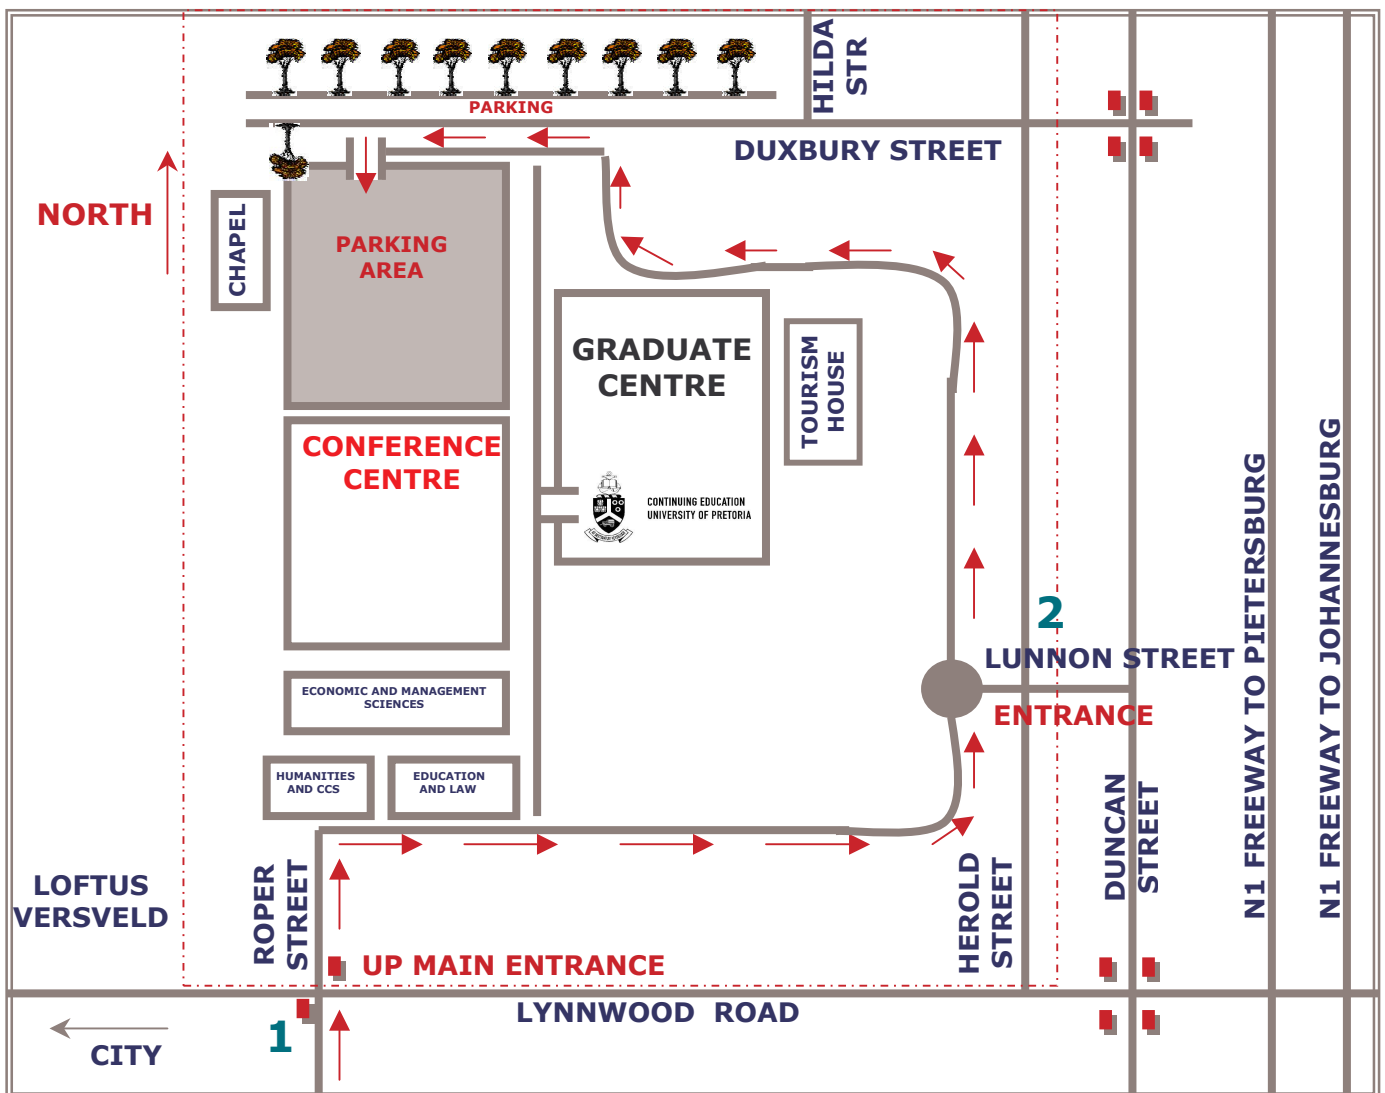 HILDA
STR
PARKING
DUXBURY STREET
NORTH
CHAPEL
PARKING
AREA
GRADUATE
CENTRE
TOURISM
HOUSE
CONFERENCE
CENTRE
CONTINUING EDUCATION
UNIVERSITY OF PRETORIA
N1 FREEWAY TO PIETERSBURG
N1 FREEWAY TO JOHANNESBURG
2
LUNNON STREET
ENTRANCE
ECONOMIC AND MANAGEMENT
SCIENCES
HUMANITIES
AND CCS
EDUCATION
AND LAW
DUNCAN
STREET
LOFTUS
VERSVELD
ROPER
STREET
HEROLD
STREET
UP MAIN ENTRANCE
LYNNWOOD ROAD
1
CITY